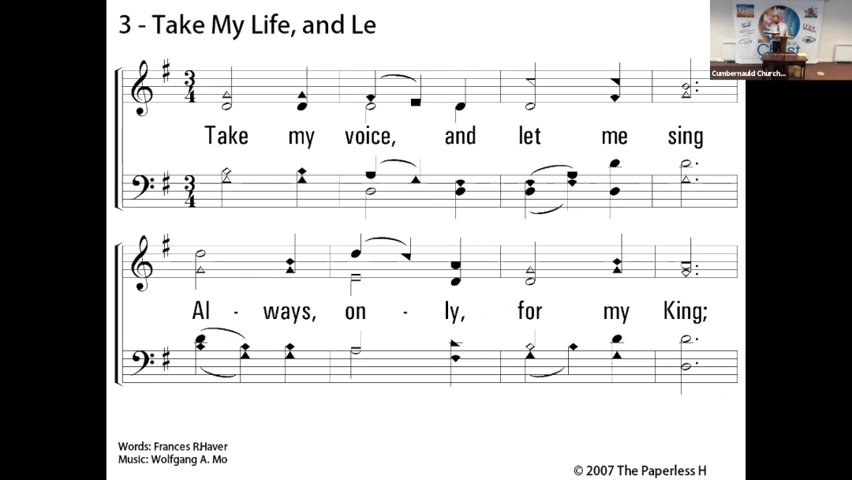 3 - Take My Life, and Le
Cumbernauld Church...
Take my voice, and let me sing
Al - ways, on - ly, for my King;
Words: Frances R.Haver
Music: Wolfgang A. Mo
© 2007 The Paperless H